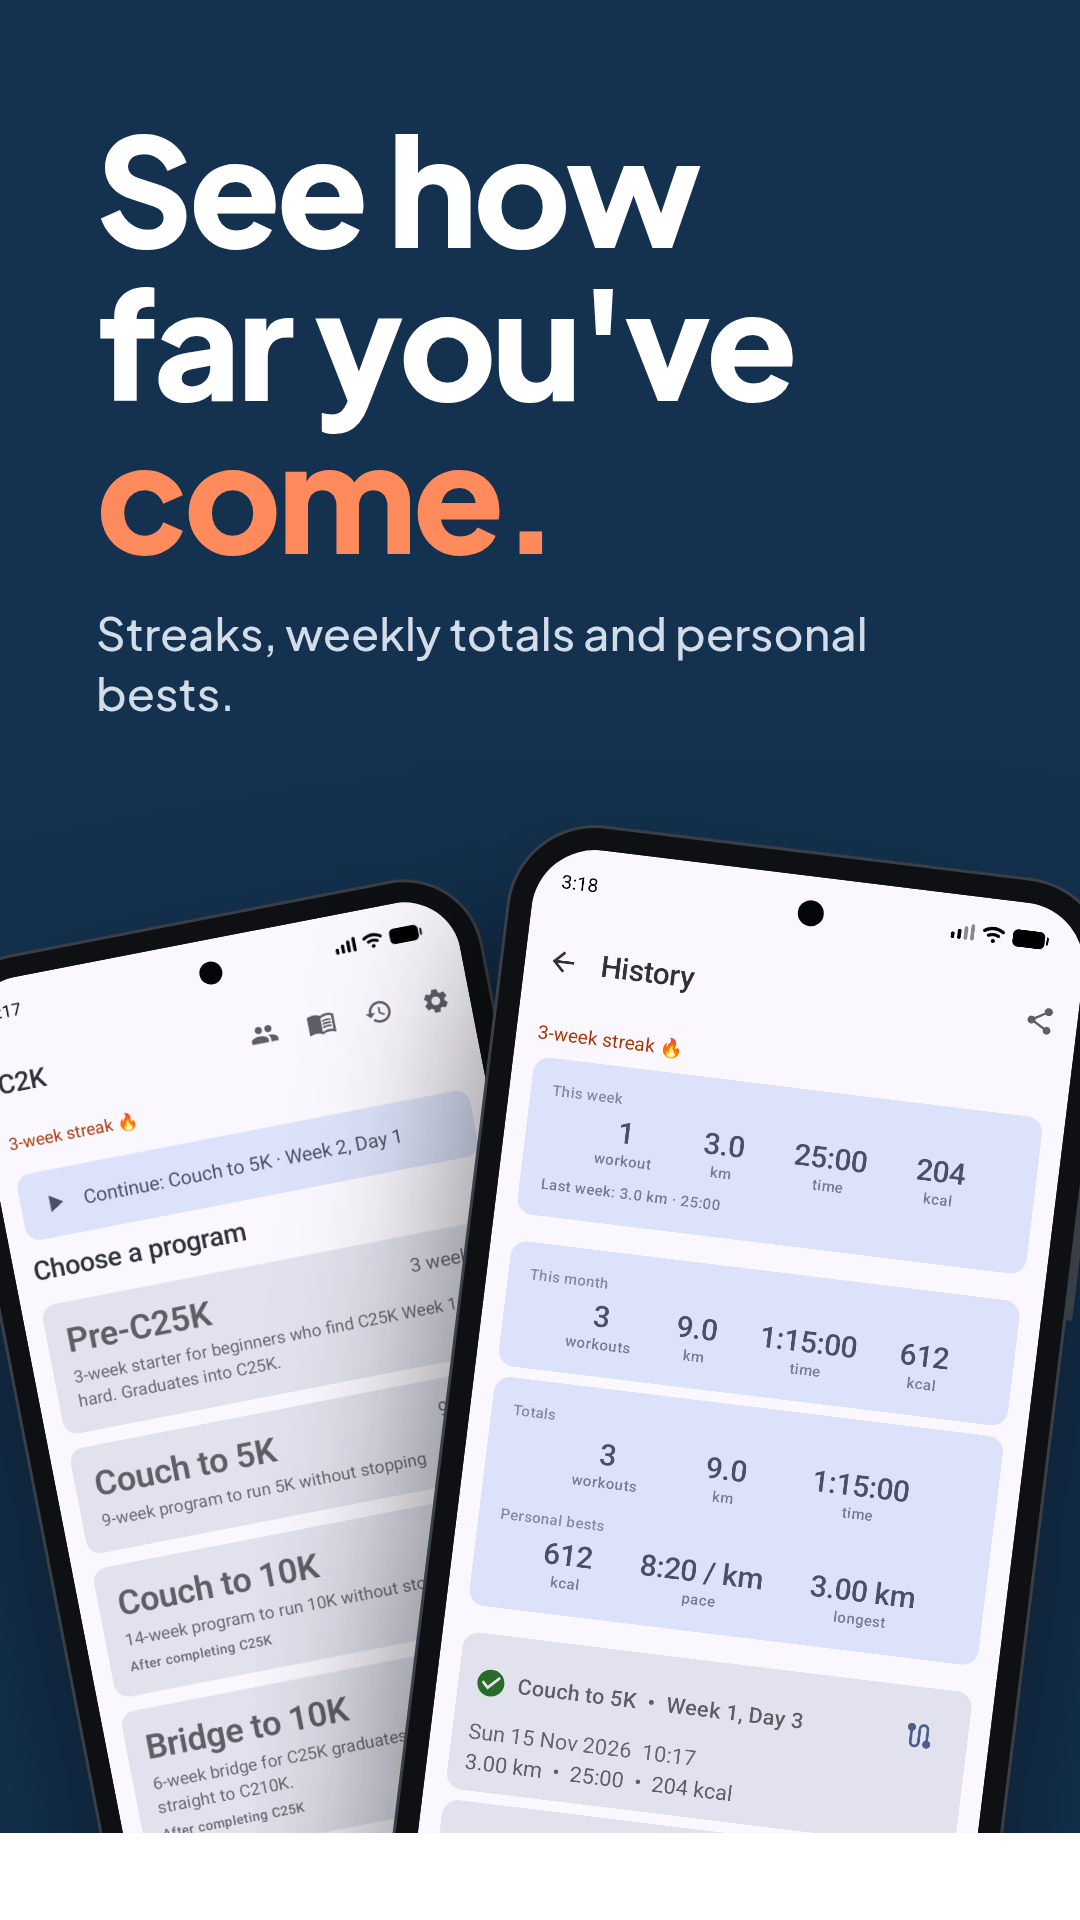 See how
far you've
come.
Streaks, weekly totals and personal
bests.
:17
C2K
3-week streak 🔥
Continue: Couch to 5K · Week 2, Day 1
Choose a program
Pre-C25K
3-week starter for beginners who find C25K Week 1
hard. Graduates into C25K.
Couch to 5K
9-week program to run 5K without stopping
Couch to 10K
14-week program to run 10K without
After completing C25K
Bridge to 10K
6-week bridge for C25K graduates
straight to C210K.
After completing C25K
3:18
History
3-week streak 🔥
This week
1 3.0 25:00 204
workout km time kcal
Last week: 3.0 km · 25:00
This month
3 9.0 1:15:00 612
workouts km time kcal
Totals
3 9.0 1:15:00
workouts km time
Personal bests
612 8:20 / km 3.00 km
kcal pace longest
Couch to 5K • Week 1, Day 3
Sun 15 Nov 2026 10:17
3.00 km • 25:00 • 204 kcal